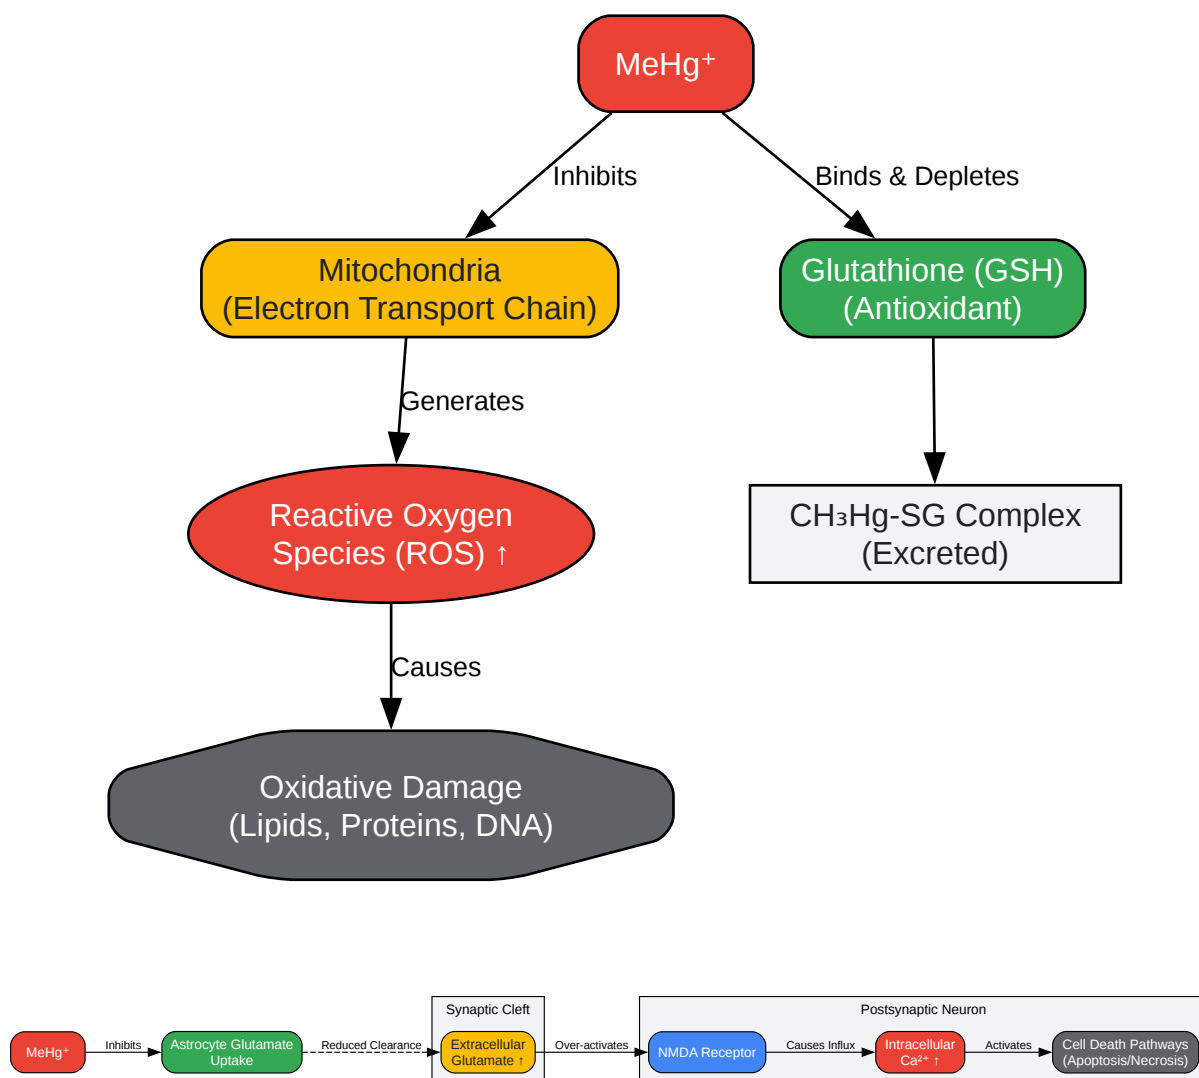 MeHg⁺
Inhibits
Binds & Depletes
Mitochondria
(Electron Transport Chain)
Glutathione (GSH)
(Antioxidant)
Generates
Reactive Oxygen
Species (ROS) ↑
CH₃Hg-SG Complex
(Excreted)
Causes
Oxidative Damage
(Lipids, Proteins, DNA)
Synaptic Cleft
Postsynaptic Neuron
MeHg⁺
Inhibits
Astrocyte Glutamate
Uptake
Reduced Clearance
Extracellular
Glutamate ↑
Over-activates
NMDA Receptor
Causes Influx
Intracellular
Ca²⁺ ↑
Activates
Cell Death Pathways
(Apoptosis/Necrosis)